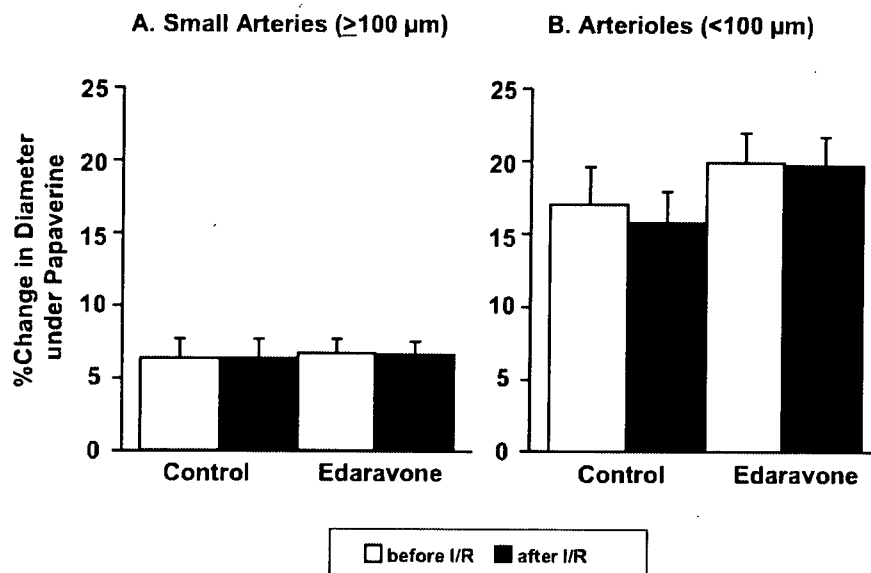 A. Small Arteries (≥100 µm)
B. Arterioles (<100 µm)
%Change in Diameter
under Papaverine
25
20
15
10
5
0
Control Edaravone
25
20
15
10
5
0
Control Edaravone
before I/R after I/R